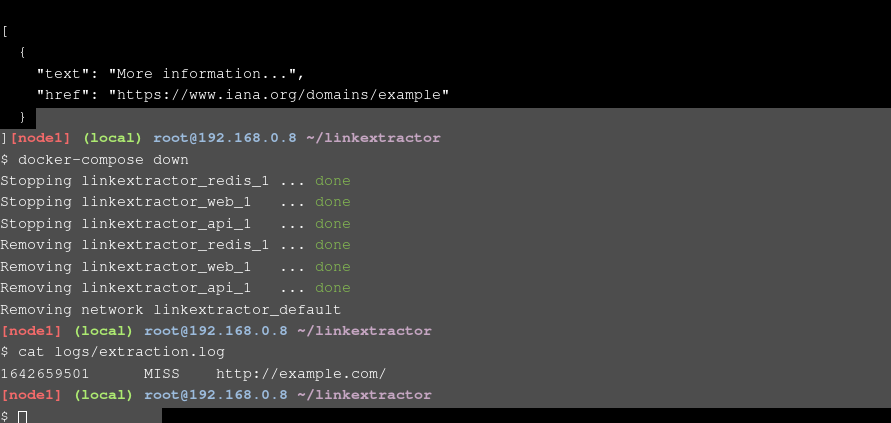 [
  {
    "text": "More information...",
    "href": "https://www.iana.org/domains/example"
  }
][node1] (local) root@192.168.0.8 ~/linkextractor
$ docker-compose down
Stopping linkextractor_redis_1 ... done
Stopping linkextractor_web_1   ... done
Stopping linkextractor_api_1   ... done
Removing linkextractor_redis_1 ... done
Removing linkextractor_web_1   ... done
Removing linkextractor_api_1   ... done
Removing network linkextractor_default
[node1] (local) root@192.168.0.8 ~/linkextractor
$ cat logs/extraction.log
1642659501      MISS    http://example.com/
[node1] (local) root@192.168.0.8 ~/linkextractor
$